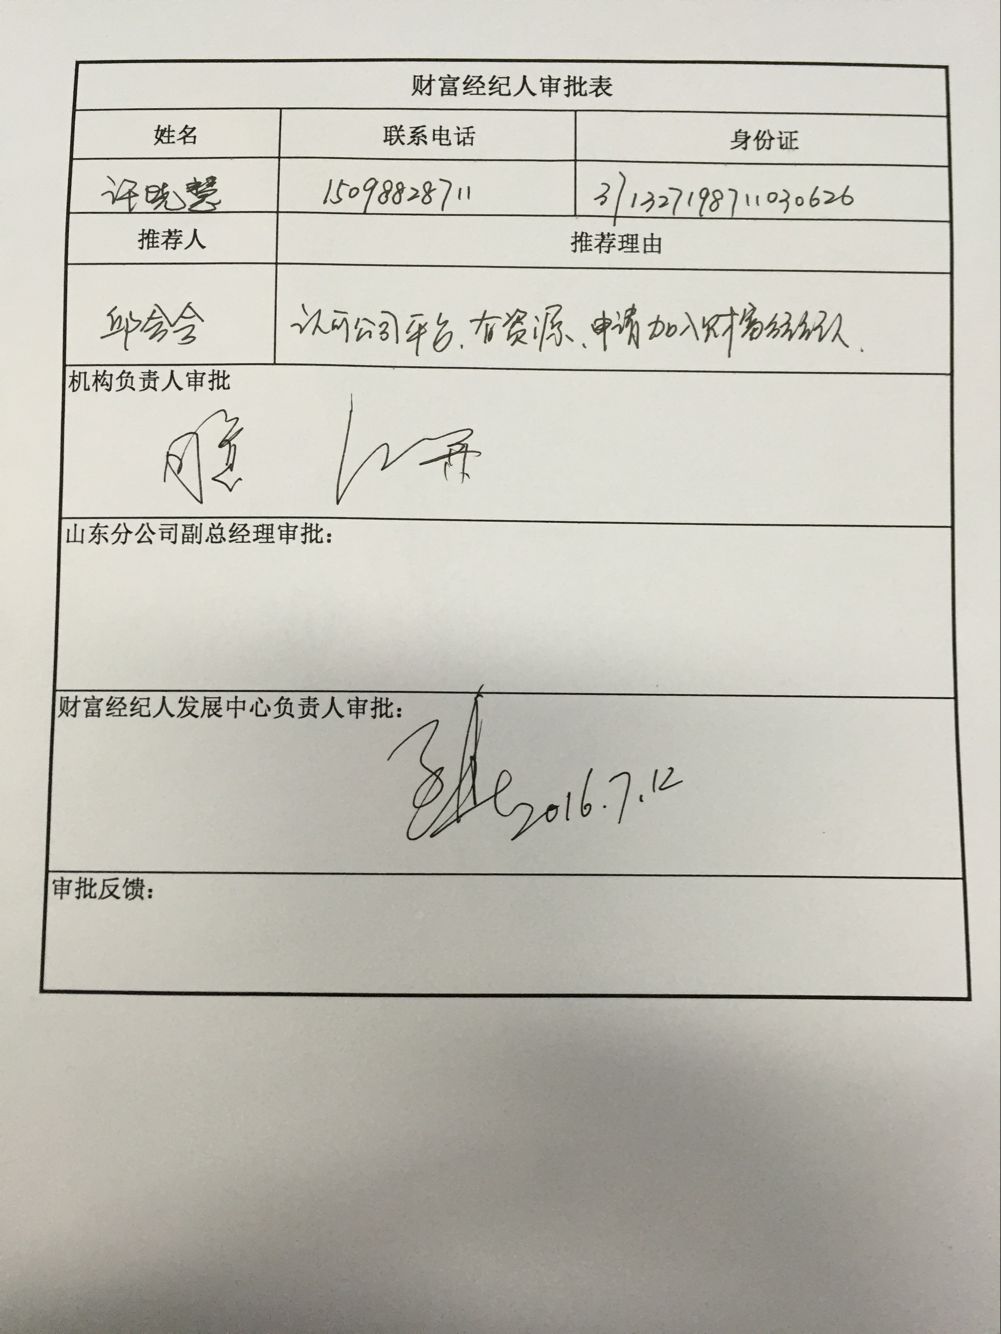 财富经纪人审批表
姓名 联系电话 身份证
许晓慧 15098828711 371327198711030626
推荐人 推荐理由
邱会会 认可公司平台、有资源、申请加入财富经纪人.
机构负责人审批
山东分公司副总经理审批：
财富经纪人发展中心负责人审批：
2016.7.12
审批反馈：